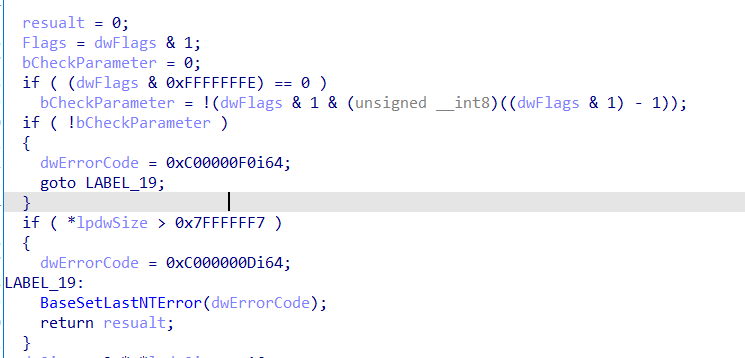 resualt = 0;
Flags = dwFlags & 1;
bCheckParameter = 0;
if ( (dwFlags & 0xFFFFFFFE) == 0 )
bCheckParameter = !(dwFlags & 1 & (unsigned __int8)((dwFlags & 1) - 1));
if ( !bCheckParameter )
{
dwErrorCode = 0xC00000F0i64;
goto LABEL_19;
}
if ( *lpdwSize > 0x7FFFFFF7 )
{
dwErrorCode = 0xC000000Di64;
LABEL_19:
BaseSetLastNTError(dwErrorCode);
return resualt;
}